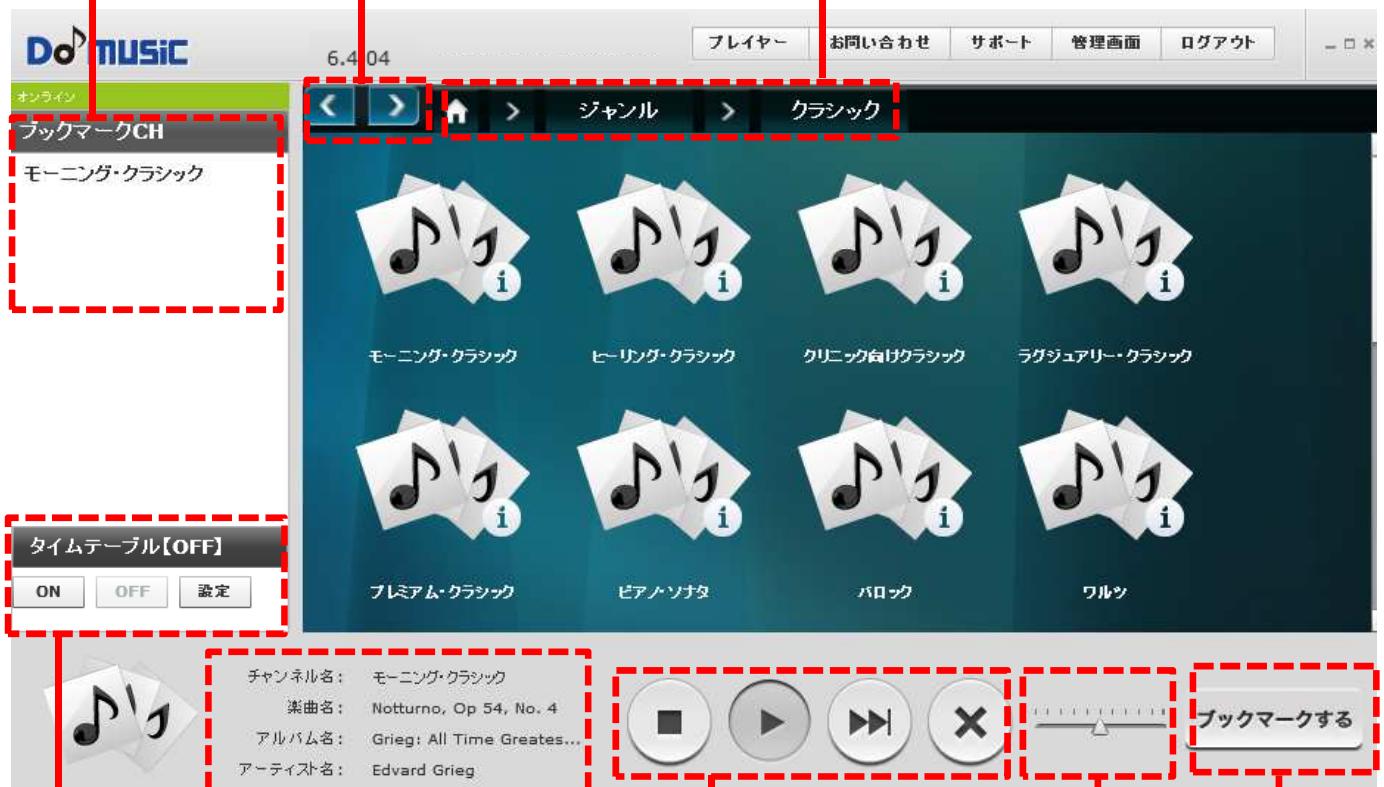 Do music
6.4.04
プレイヤー お問い合わせ サポート 管理画面 ログアウト
オンライン
ブックマークCH
モーニング・クラシック
ジャンル > クラシック
モーニング・クラシック ヒーリング・クラシック クリニック向けクラシック ラグジュアリー・クラシック
プレミアム・クラシック ピアノ・ソナタ バロック ワルツ
タイムテーブル【OFF】
ON OFF 設定
チャンネル名: モーニング・クラシック
楽曲名: Notturno, Op 54, No. 4
アルバム名: Grieg: All Time Greates...
アーティスト名: Edvard Grieg
ブックマークする